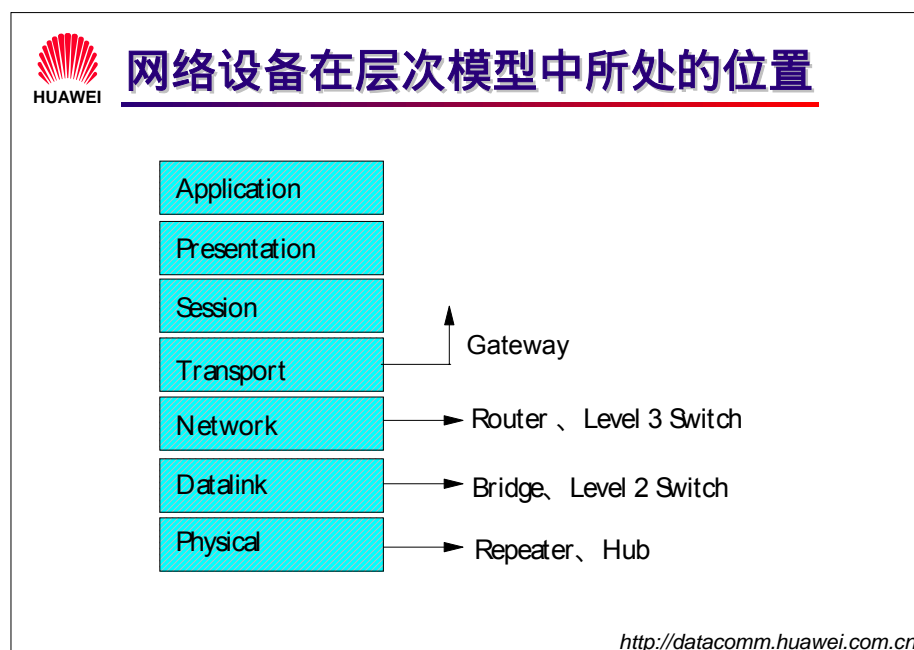 网络设备在层次模型中所处的位置
HUAWEI
Application
Presentation
Session
Gateway
Transport
Network
Router 、 Level 3 Switch
Datalink
Bridge、 Level 2 Switch
Physical
Repeater、 Hub
http://datacomm.huawei.com.cn